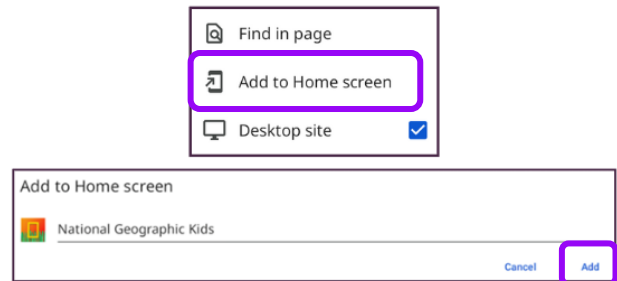 Find in page
Add to Home screen
Desktop site
Add to Home screen
National Geographic Kids
Cancel Add